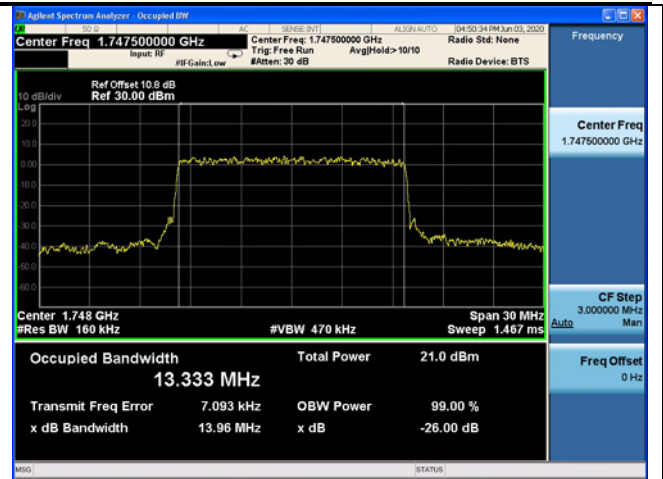 Agilent Spectrum Analyzer - Occupied BW
50 Ω AC SENSE:INT ALIGN AUTO 04:50:34 PM Jun 03, 2020
Center Freq 1.747500000 GHz Center Freq: 1.747500000 GHz Radio Std: None Frequency
Input: RF Trig: Free Run Avg|Hold:> 10/10
#IFGain:Low #Atten: 30 dB Radio Device: BTS
Ref Offset 10.8 dB
10 dB/div Ref 30.00 dBm
Log
20.0
10.0
0.00
-10.0
-20.0
-30.0
-40.0
-50.0
-60.0
Center Freq
1.747500000 GHz
Center 1.748 GHz Span 30 MHz
#Res BW 160 kHz #VBW 470 kHz Sweep 1.467 ms
CF Step
3.000000 MHz
Auto Man
Occupied Bandwidth Total Power 21.0 dBm
13.333 MHz
Transmit Freq Error 7.093 kHz OBW Power 99.00 %
x dB Bandwidth 13.96 MHz x dB -26.00 dB
Freq Offset
0 Hz
MSG STATUS